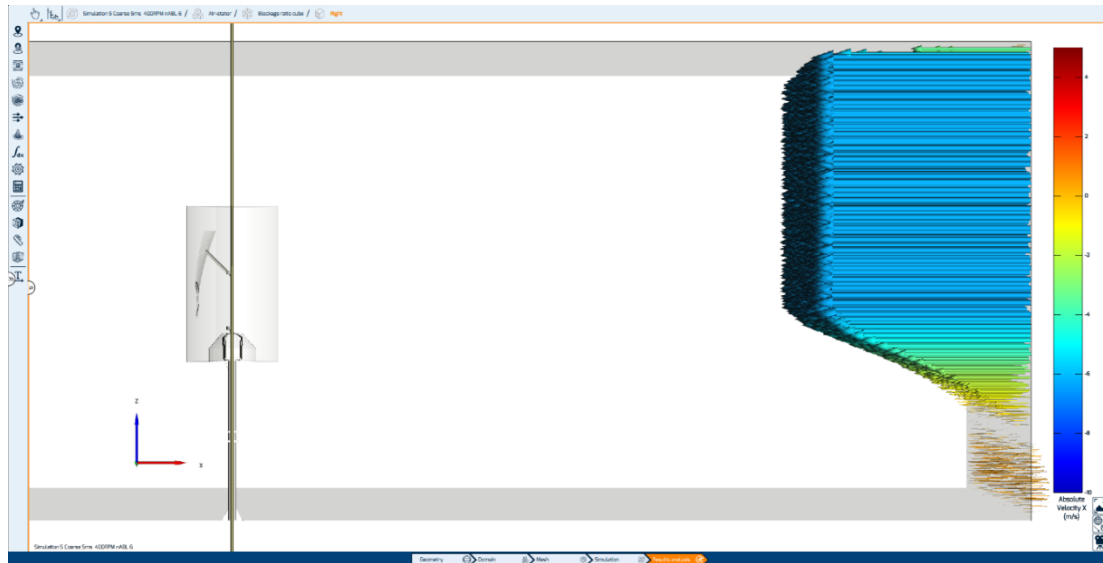 Simulation 5 Coarse 5ms 400RPM nABL 6 / Air-stator / Blockage ratio cube / Right
4
2
0
-2
-4
-6
-8
-10
Absolute
Velocity X
(m/s)
Z
X
Simulation 5 Coarse 5ms 400RPM nABL 6
Geometry
Domain
Mesh
Simulation
Results analysis